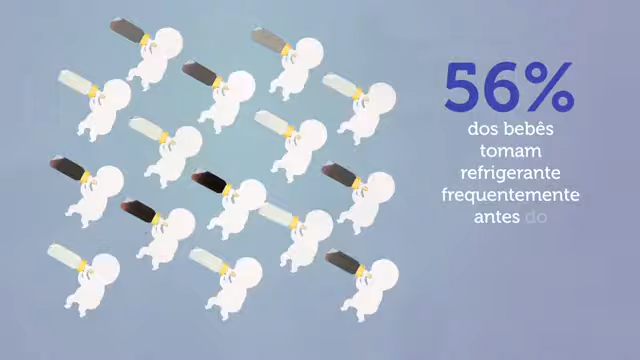 56%
dos bebês
tomam
refrigerante
frequentemente
antes do